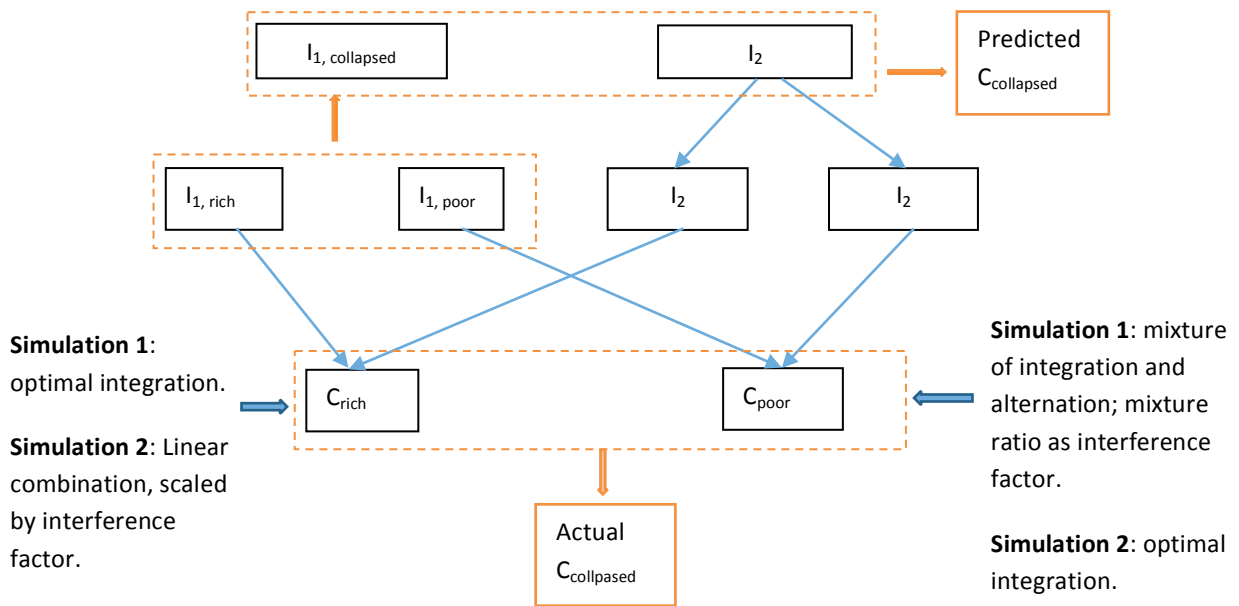 I1, collapsed
I2
Predicted
Ccollapsed
I1, rich
I1, poor
I2
I2
Simulation 1:
optimal integration.
Simulation 2: Linear
combination, scaled
by interference
factor.
Crich
Cpoor
Simulation 1: mixture
of integration and
alternation; mixture
ratio as interference
factor.
Simulation 2: optimal
integration.
Actual
Ccollpased